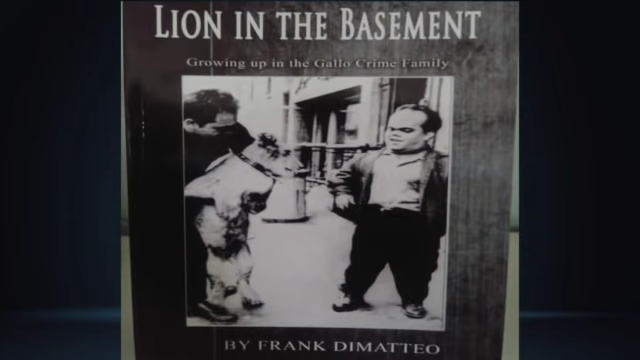 LION IN THE BASEMENT
Growing up in the Gallo Crime Family
BY FRANK DIMATTEO